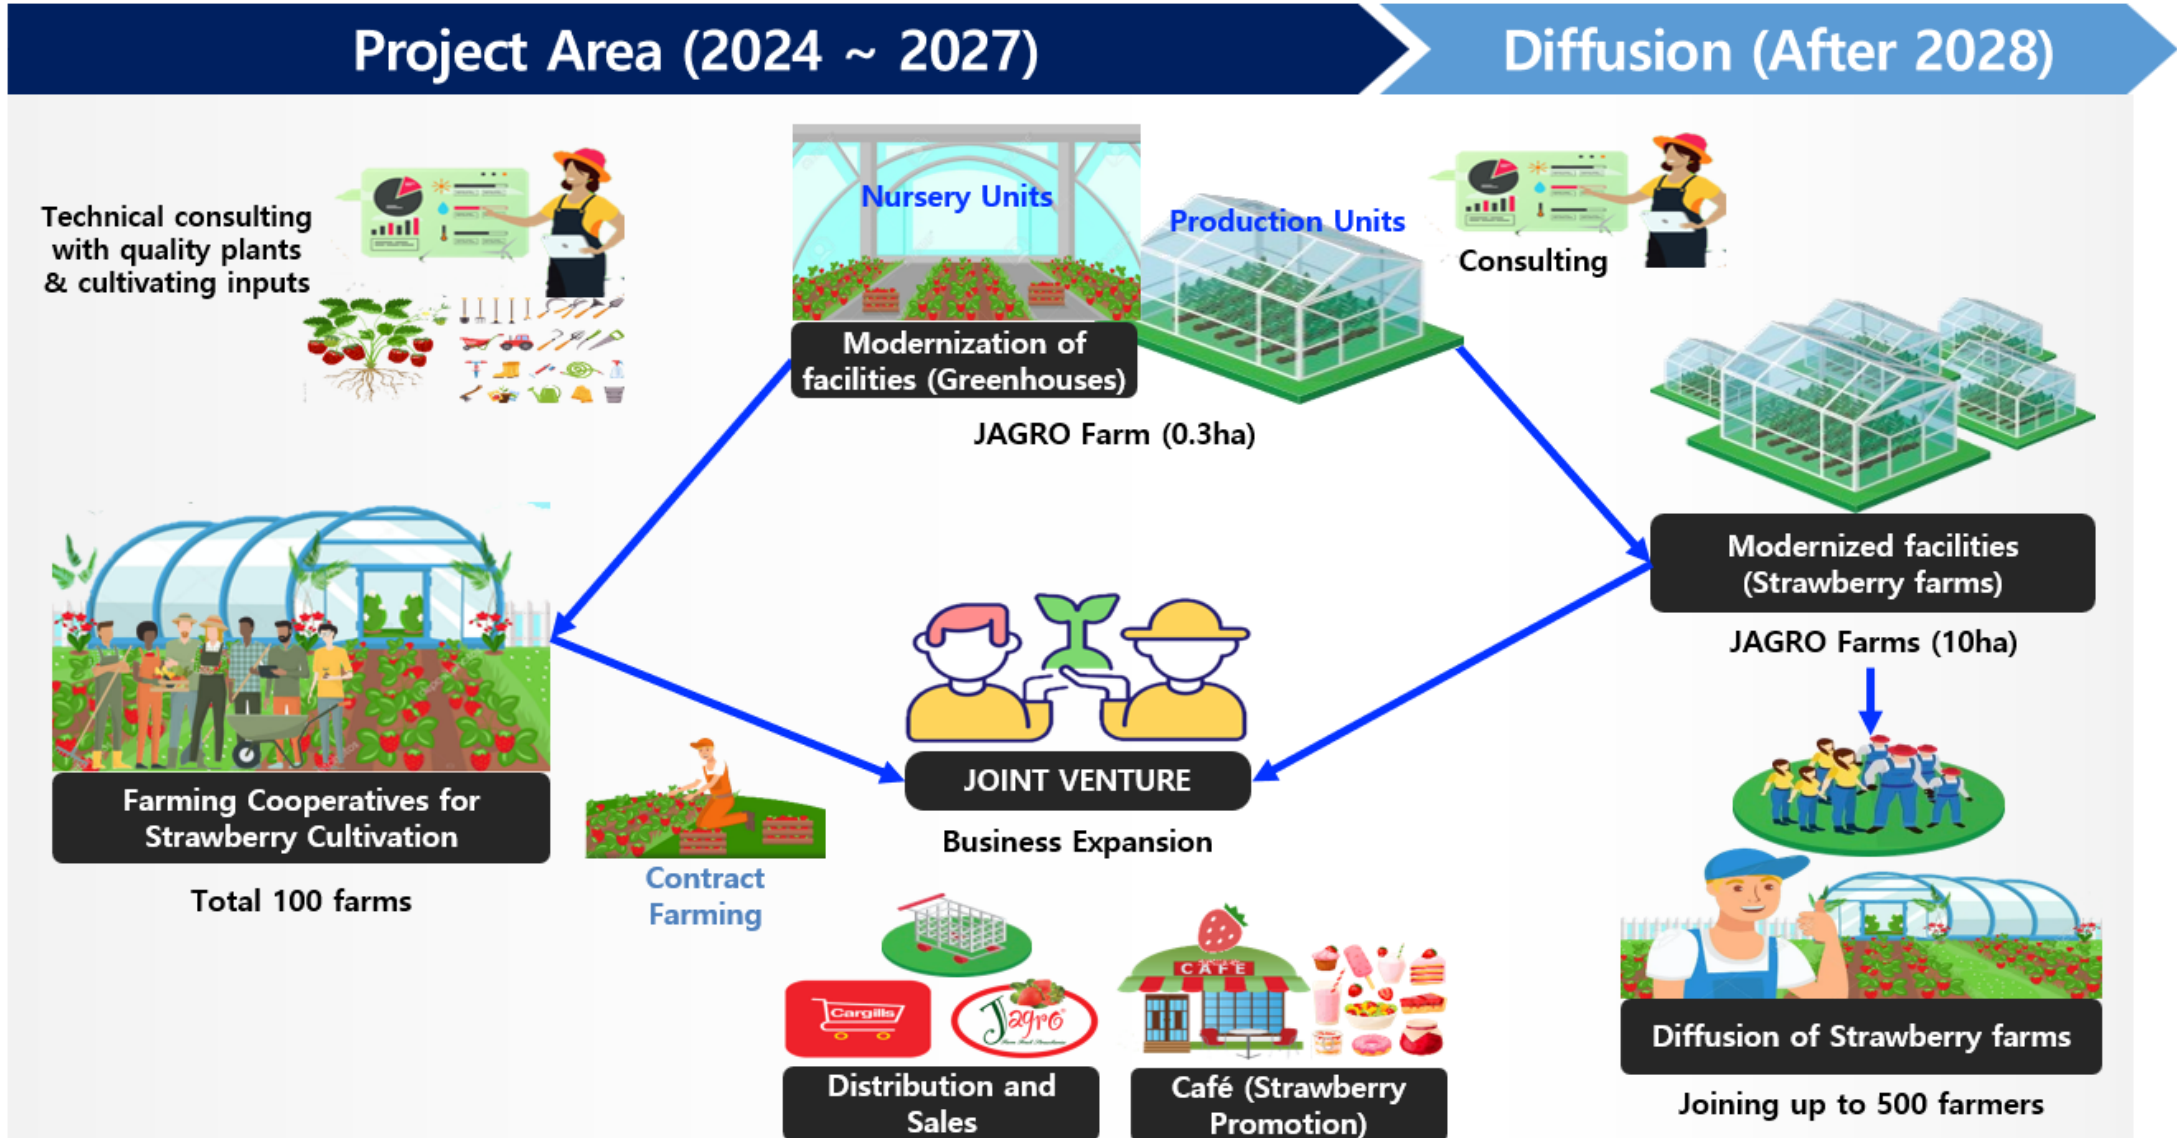 Project Area (2024 ~ 2027)
Diffusion (After 2028)
Technical consulting
with quality plants
& cultivating inputs
Nursery Units
Production Units
Modernization of
facilities (Greenhouses)
JAGRO Farm (0.3ha)
Consulting
Modernized facilities
(Strawberry farms)
JAGRO Farms (10ha)
Farming Cooperatives for
Strawberry Cultivation
Total 100 farms
Contract
Farming
JOINT VENTURE
Business Expansion
Cargills
Jagro
CAFE
Distribution and
Sales
Café (Strawberry
Promotion)
Diffusion of Strawberry farms
Joining up to 500 farmers